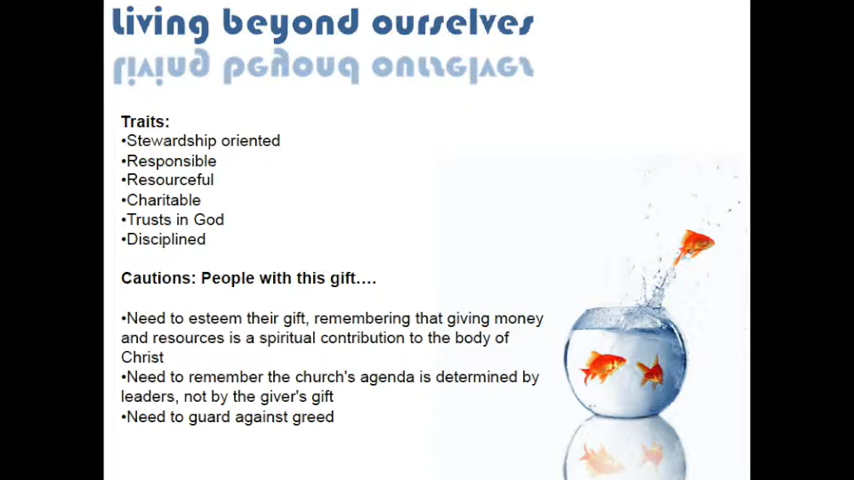 Living beyond ourselves
Traits:
•Stewardship oriented
•Responsible
•Resourceful
•Charitable
•Trusts in God
•Disciplined
Cautions: People with this gift….
•Need to esteem their gift, remembering that giving money
and resources is a spiritual contribution to the body of
Christ
•Need to remember the church's agenda is determined by
leaders, not by the giver's gift
•Need to guard against greed